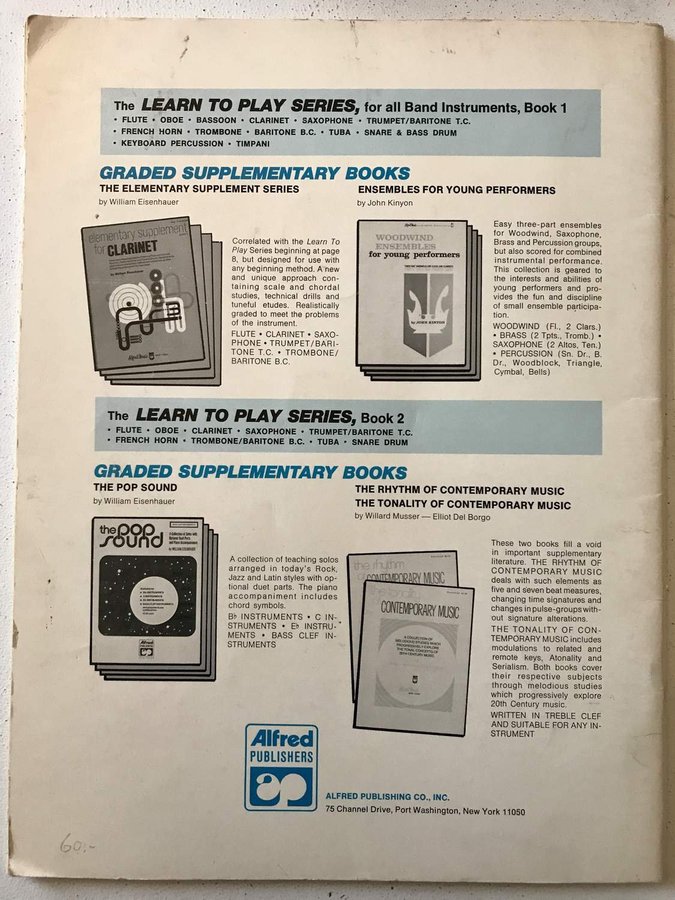 The LEARN TO PLAY SERIES, for all Band Instruments, Book 1
• FLUTE • OBOE • BASSOON • CLARINET • SAXOPHONE • TRUMPET/BARITONE T.C.
• FRENCH HORN • TROMBONE • BARITONE B.C. • TUBA • SNARE & BASS DRUM
• KEYBOARD PERCUSSION • TIMPANI
GRADED SUPPLEMENTARY BOOKS
THE ELEMENTARY SUPPLEMENT SERIES
by William Eisenhauer
elementary supplement
for CLARINET
Correlated with the Learn To
Play Series beginning at page
8, but designed for use with
any beginning method. A new
and unique approach con-
taining scale and chordal
studies, technical drills and
tuneful etudes. Realistically
graded to meet the problems
of the instrument.
FLUTE • CLARINET • SAXO-
PHONE • TRUMPET/BARI-
TONE T.C. • TROMBONE/
BARITONE B.C.
ENSEMBLES FOR YOUNG PERFORMERS
by John Kinyon
WOODWIND
ENSEMBLES
for young performers
by JOHN KINYON
Easy three-part ensembles
for Woodwind, Saxophone,
Brass and Percussion groups,
but also scored for combined
instrumental performance.
This collection is geared to
the interests and abilities of
young performers and pro-
vides the fun and discipline
of small ensemble participa-
tion.
WOODWIND (Fl., 2 Clars.)
• BRASS (2 Tpts., Tromb.) •
SAXOPHONE (2 Altos, Ten.)
• PERCUSSION (Sn. Dr., B.
Dr., Woodblock, Triangle,
Cymbal, Bells)
The LEARN TO PLAY SERIES, Book 2
• FLUTE • OBOE • CLARINET • SAXOPHONE • TRUMPET/BARITONE T.C.
• FRENCH HORN • TROMBONE/BARITONE B.C. • TUBA • SNARE DRUM
GRADED SUPPLEMENTARY BOOKS
THE POP SOUND
by William Eisenhauer
the pop
sound
Alfred
A collection of teaching solos
arranged in today's Rock,
Jazz and Latin styles with op-
tional duet parts. The piano
accompaniment includes
chord symbols.
B♭ INSTRUMENTS • C IN-
STRUMENTS • E♭ INSTRU-
MENTS • BASS CLEF IN-
STRUMENTS
THE RHYTHM OF CONTEMPORARY MUSIC
THE TONALITY OF CONTEMPORARY MUSIC
by Willard Musser — Elliot Del Borgo
the rhythm
of CONTEMPORARY MUSIC
CONTEMPORARY MUSIC
These two books fill a void
in important supplementary
literature. THE RHYTHM OF
CONTEMPORARY MUSIC
deals with such elements as
five and seven beat measures,
changing time signatures and
changes in pulse-groups with-
out signature alterations.
THE TONALITY OF CON-
TEMPORARY MUSIC includes
modulations to related and
remote keys, Atonality and
Serialism. Both books cover
their respective subjects
through melodious studies
which progressively explore
20th Century music.
WRITTEN IN TREBLE CLEF
AND SUITABLE FOR ANY IN-
STRUMENT
Alfred
PUBLISHERS
ap
ALFRED PUBLISHING CO., INC.
75 Channel Drive, Port Washington, New York 11050
60,-